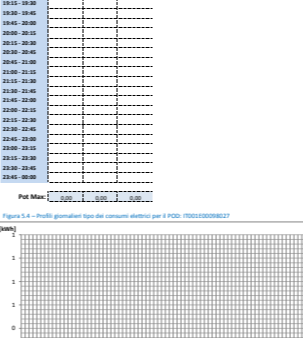 19:15 - 19:30
19:30 - 19:45
19:45 - 20:00
20:00 - 20:15
20:15 - 20:30
20:30 - 20:45
20:45 - 21:00
21:00 - 21:15
21:15 - 21:30
21:30 - 21:45
21:45 - 22:00
22:00 - 22:15
22:15 - 22:30
22:30 - 22:45
22:45 - 23:00
23:00 - 23:15
23:15 - 23:30
23:30 - 23:45
23:45 - 00:00
Pot Max: 0,00 0,00 0,00
Figura 5.4 – Profili giornalieri tipo dei consumi elettrici per il POD:
[kWh]
1
1
1
1
0